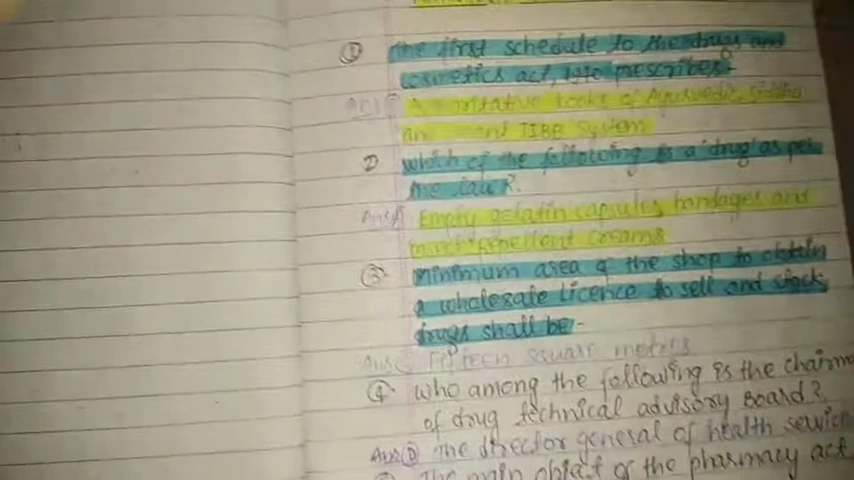 ① The first schedule to the drugs and
cosmetics act, 1940 prescribes:-
Ans books of Ayurvedic, siddha
and TIBB System
② which of the following is a 'drug' as per
the law?
Ans Empty gelatin capsules, bandages and
insect repellent creams
③ minimum area of the shop to obtain
a wholesale licence to sell and stock
drugs shall be:-
Ans Fifteen square meters
④ who among the following is the chairm
of drug technical advisory Board?
Ans D The director general of health service
The main object of the pharmacy act